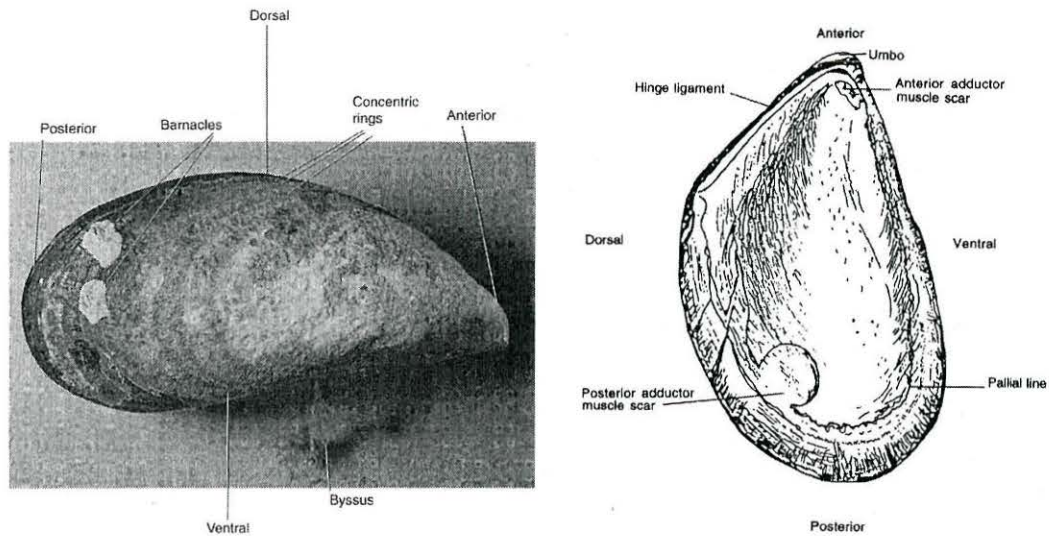 Dorsal
Posterior
Barnacles
Concentric
rings
Anterior
Byssus
Ventral
Anterior
Umbo
Hinge ligament
Anterior adductor
muscle scar
Dorsal
Ventral
Posterior adductor
muscle scar
Pallial line
Posterior